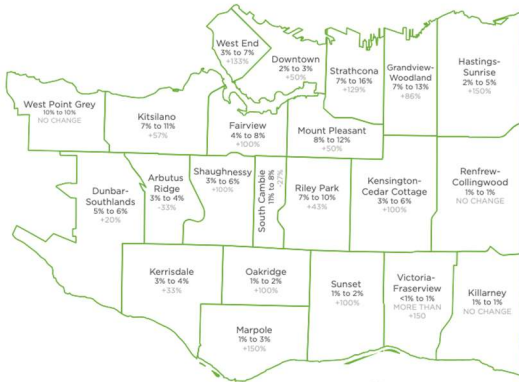 West End
3% to 7%
+133%
Downtown
2% to 3%
+50%
Strathcona
7% to 16%
+129%
Grandview-
Woodland
7% to 13%
+86%
Hastings-
Sunrise
2% to 5%
+150%
West Point Grey
10% to 10%
NO CHANGE
Kitsilano
7% to 11%
+57%
Fairview
4% to 8%
+100%
Mount Pleasant
8% to 12%
+50%
Dunbar-
Southlands
5% to 6%
+20%
Arbutus
Ridge
3% to 4%
-33%
Shaughnessy
3% to 6%
+100%
South Cambie
11% to 8%
-27%
Riley Park
7% to 10%
+43%
Kensington-
Cedar Cottage
3% to 6%
+100%
Renfrew-
Collingwood
1% to 1%
NO CHANGE
Kerrisdale
3% to 4%
+33%
Oakridge
1% to 2%
+100%
Sunset
1% to 2%
+100%
Victoria-
Fraserview
<1% to 1%
MORE THAN
+150
Killarney
1% to 1%
NO CHANGE
Marpole
1% to 3%
+150%